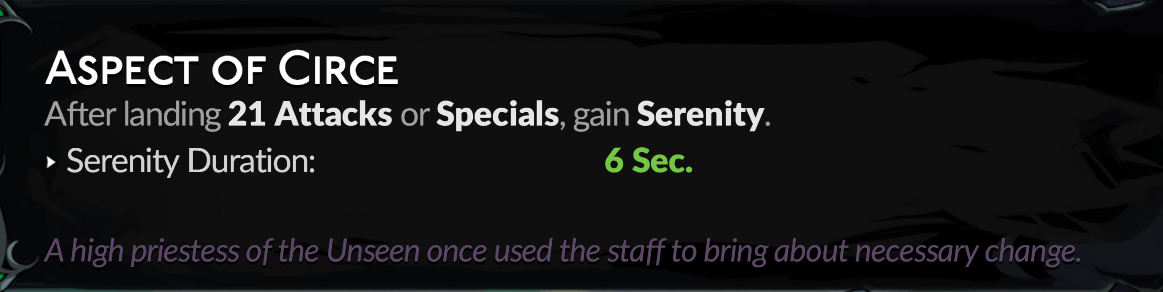 ASPECT OF CIRCE
After landing 21 Attacks or Specials, gain Serenity.
▸ Serenity Duration: 6 Sec.
A high priestess of the Unseen once used the staff to bring about necessary change.